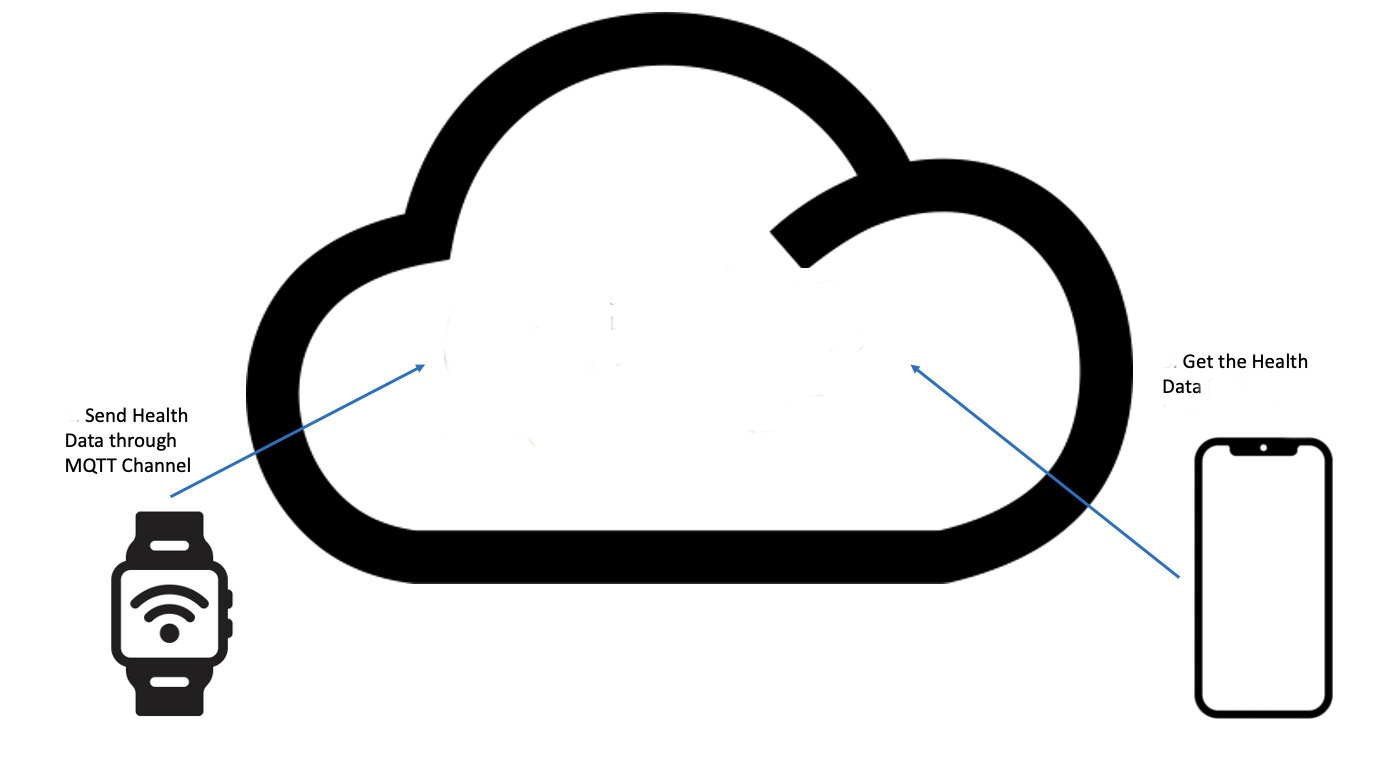 Send Health
Data through
MQTT Channel
Get the Health
Data